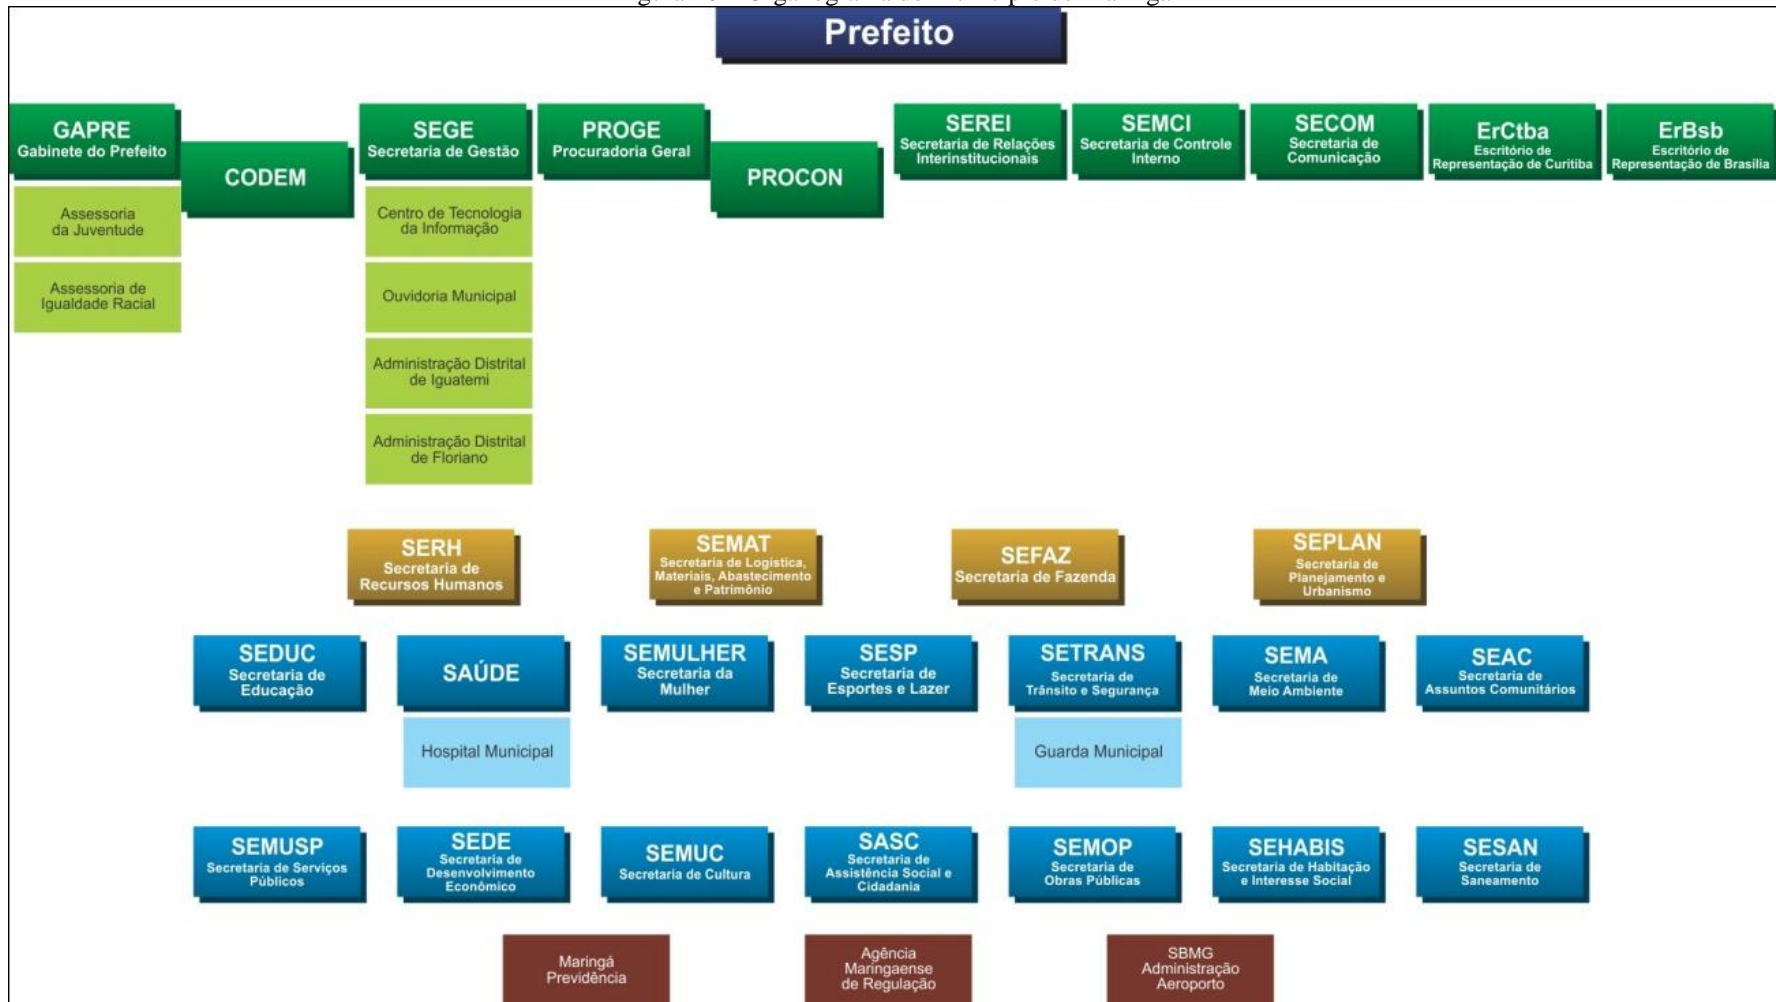 Prefeito
GAPRE
Gabinete do Prefeito
CODEM
SEGE
Secretaria de Gestão
PROGE
Procuradoria Geral
PROCON
SEREI
Secretaria de Relações
Interinstitucionais
SEMCI
Secretaria de Controle
Interno
SECOM
Secretaria de
Comunicação
ErCtba
Escritório de
Representação de Curitiba
ErBsb
Escritório de
Representação de Brasília
Assessoria
da Juventude
Assessoria de
Igualdade Racial
Centro de Tecnologia
da Informação
Ouvidoria Municipal
Administração Distrital
de Iguatemi
Administração Distrital
de Floriano
SERH
Secretaria de
Recursos Humanos
SEMAT
Secretaria de Logística,
Materiais, Abastecimento
e Patrimônio
SEFAZ
Secretaria de Fazenda
SEPLAN
Secretaria de
Planejamento e
Urbanismo
SEDUC
Secretaria de
Educação
SAÚDE
SEMULHER
Secretaria da
Mulher
SESP
Secretaria de
Esportes e Lazer
SETRANS
Secretaria de
Trânsito e Segurança
SEMA
Secretaria de
Meio Ambiente
SEAC
Secretaria de
Assuntos Comunitários
Hospital Municipal
Guarda Municipal
SEMUSP
Secretaria de Serviços
Públicos
SEDE
Secretaria de
Desenvolvimento
Econômico
SEMUC
Secretaria de Cultura
SASC
Secretaria de
Assistência Social e
Cidadania
SEMOP
Secretaria de
Obras Públicas
SEHABIS
Secretaria de Habitação
e Interesse Social
SESAN
Secretaria de
Saneamento
Maringá
Previdência
Agência
Maringaense
de Regulação
SBMG
Administração
Aeroporto